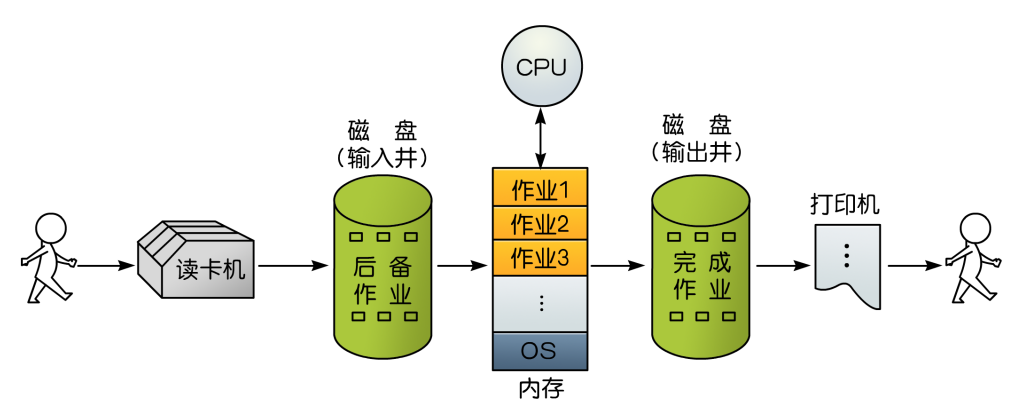 CPU
磁 盘
（输入井）
磁 盘
（输出井）
作业1
作业2
作业3
⋮
OS
内存
读卡机
后 备
作 业
完 成
作 业
打印机
⋮